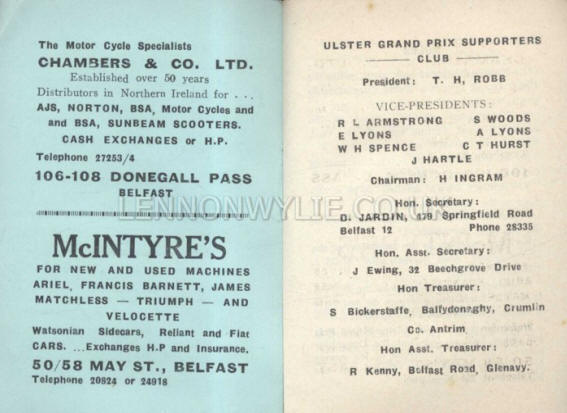 The Motor Cycle Specialists
CHAMBERS & CO. LTD.
Established over 50 years
Distributors in Northern Ireland for . . .
AJS, NORTON, BSA, Motor Cycles and
and BSA, SUNBEAM SCOOTERS.
CASH EXCHANGES or H.P.
Telephone 27253/4
106-108 DONEGALL PASS
BELFAST
McINTYRE'S
FOR NEW AND USED MACHINES
ARIEL, FRANCIS BARNETT, JAMES
MATCHLESS — TRIUMPH — AND
VELOCETTE
Watsonian Sidecars, Reliant and Fiat
CARS. ...Exchanges H.P and Insurance.
50/58 MAY ST., BELFAST
Telephone 20824 or 24918
ULSTER GRAND PRIX SUPPORTERS
CLUB
President: T. H, ROBB
VICE-PRESIDENTS:
R L ARMSTRONG S WOODS
E LYONS A LYONS
W H SPENCE C T HURST
J HARTLE
Chairman: H INGRAM
Hon. Secretary:
D. JARDIN, 379 Springfield Road
Belfast 12 Phone 28335
Hon. Asst. Secretary:
J Ewing, 32 Beechgrove Drive
Hon Treasurer:
S Bickerstaffe, Ballydonaghy, Crumlin
Co. Antrim
Hon Asst. Treasurer:
R Kenny, Belfast Road, Glenavy.
LENNONWYLIE.CO.UK